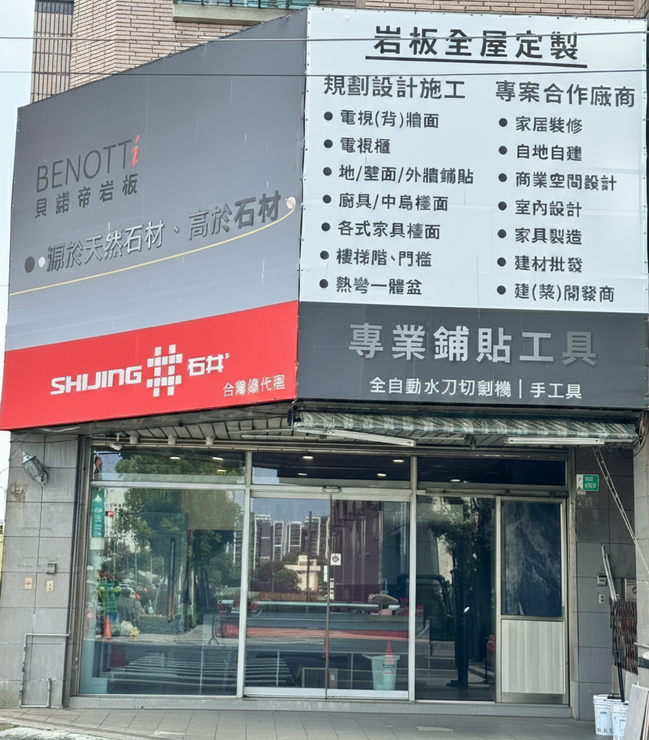 BENOTTi
貝諾帝岩板
源於天然石材、高於石材
SHIJING 石井
岩板全屋定製
規劃設計施工
● 電視(背)牆面
● 電視櫃
● 地/壁面/外牆鋪貼
● 廚具/中島檯面
● 各式家具檯面
● 樓梯階、門檻
● 熱彎一體盆
專案合作廠商
● 家居裝修
● 自地自建
● 商業空間設計
● 室內設計
● 家具製造
● 建材批發
● 建(築)開發商
專業鋪貼工具
全自動水刀切割機|手工具